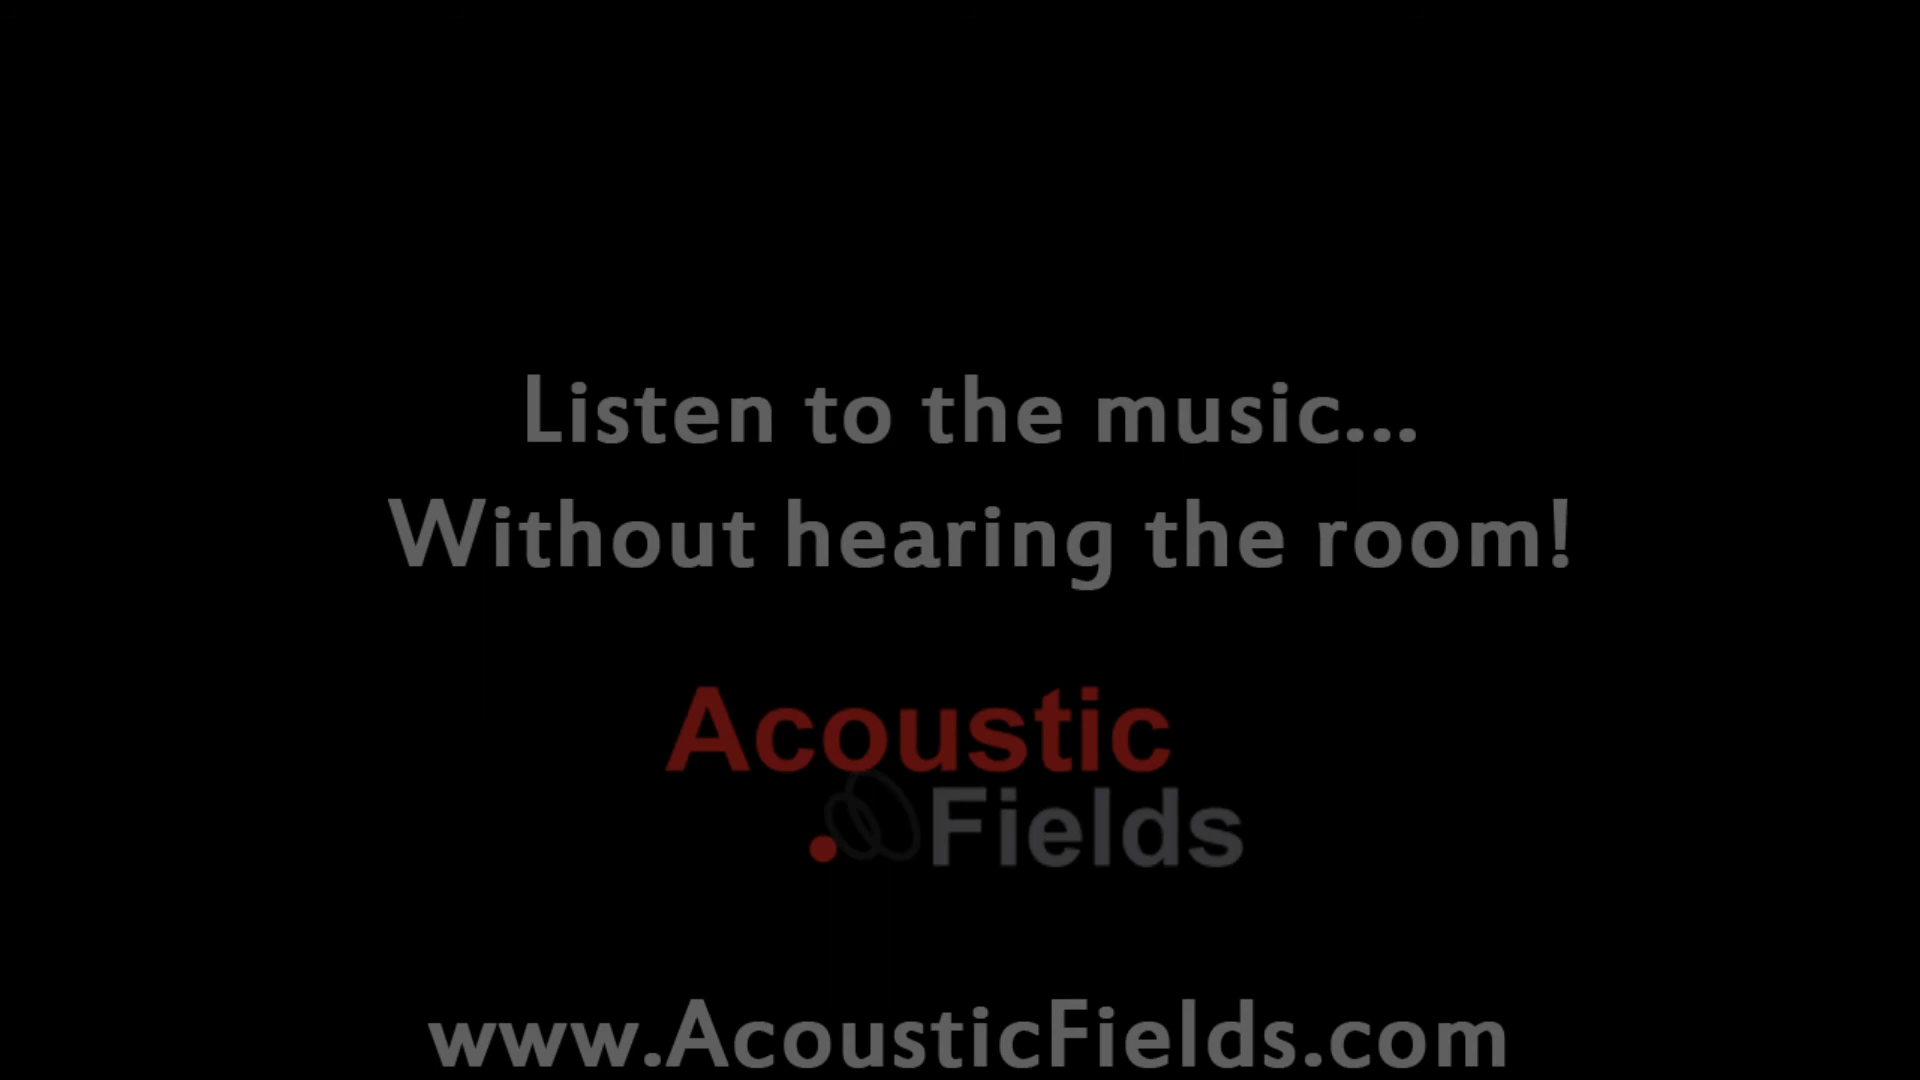 Listen to the music...
Without hearing the room!
Acoustic
Fields
www.AcousticFields.com